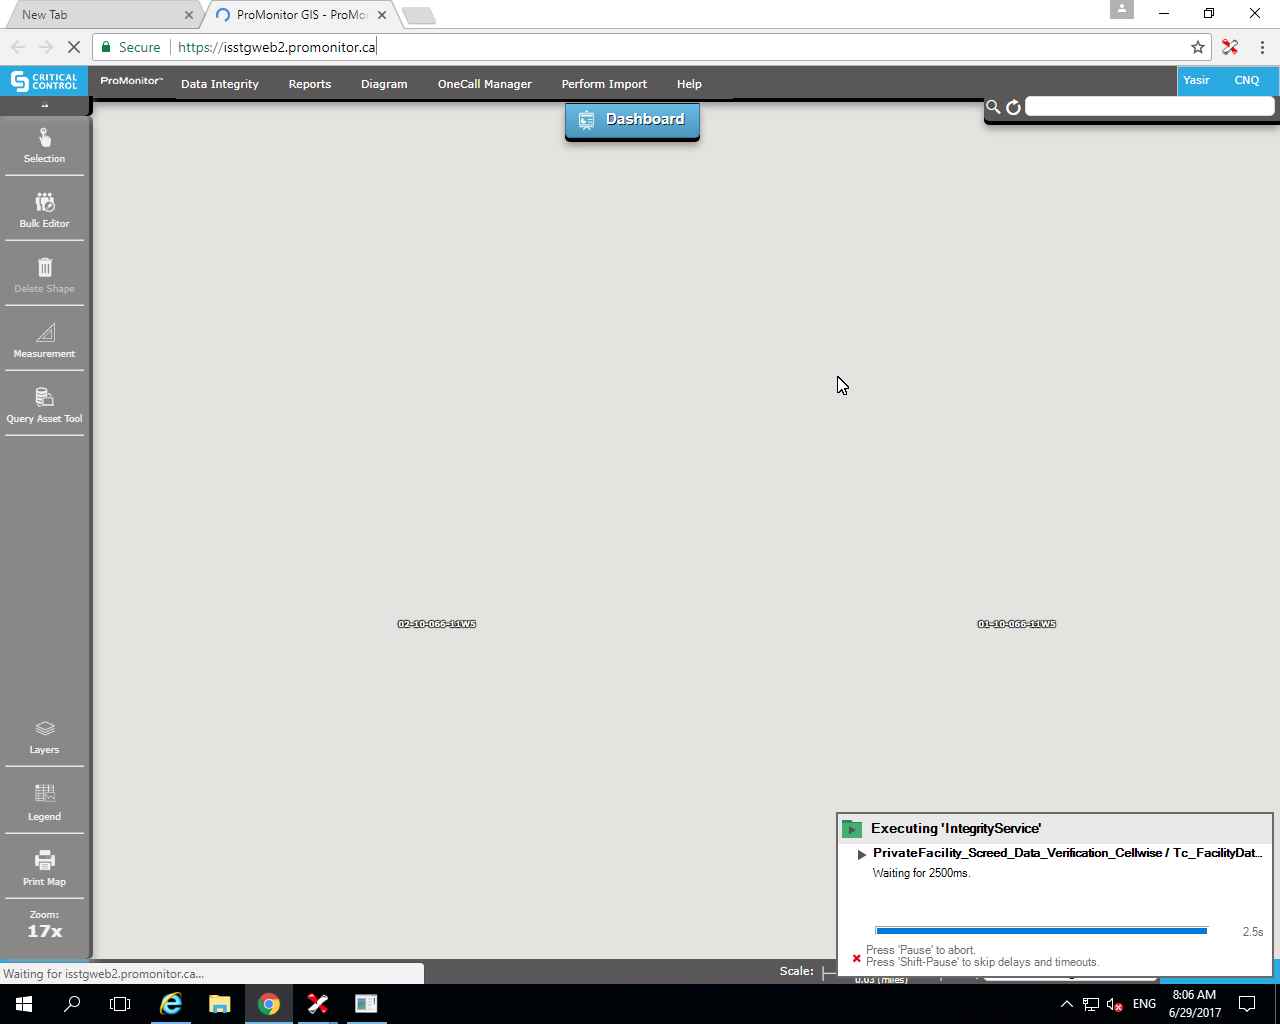 New Tab
ProMonitor GIS - ProMo
Secure
https://isstgweb2.promonitor.ca
CRITICAL CONTROL
ProMonitor™
Data Integrity
Reports
Diagram
OneCall Manager
Perform Import
Help
Yasir
CNQ
Dashboard
Selection
Bulk Editor
Delete Shape
Measurement
Query Asset Tool
02-10-066-11W5
01-10-066-11W5
Layers
Legend
Print Map
Zoom:
17x
Executing 'IntegrityService'
PrivateFacility_Screed_Data_Verification_Cellwise / Tc_FacilityDat...
Waiting for 2500ms.
2.5s
Press 'Pause' to abort.
Press 'Shift-Pause' to skip delays and timeouts.
Waiting for isstgweb2.promonitor.ca...
Scale:
0.03 (miles)
ENG
8:06 AM
6/29/2017